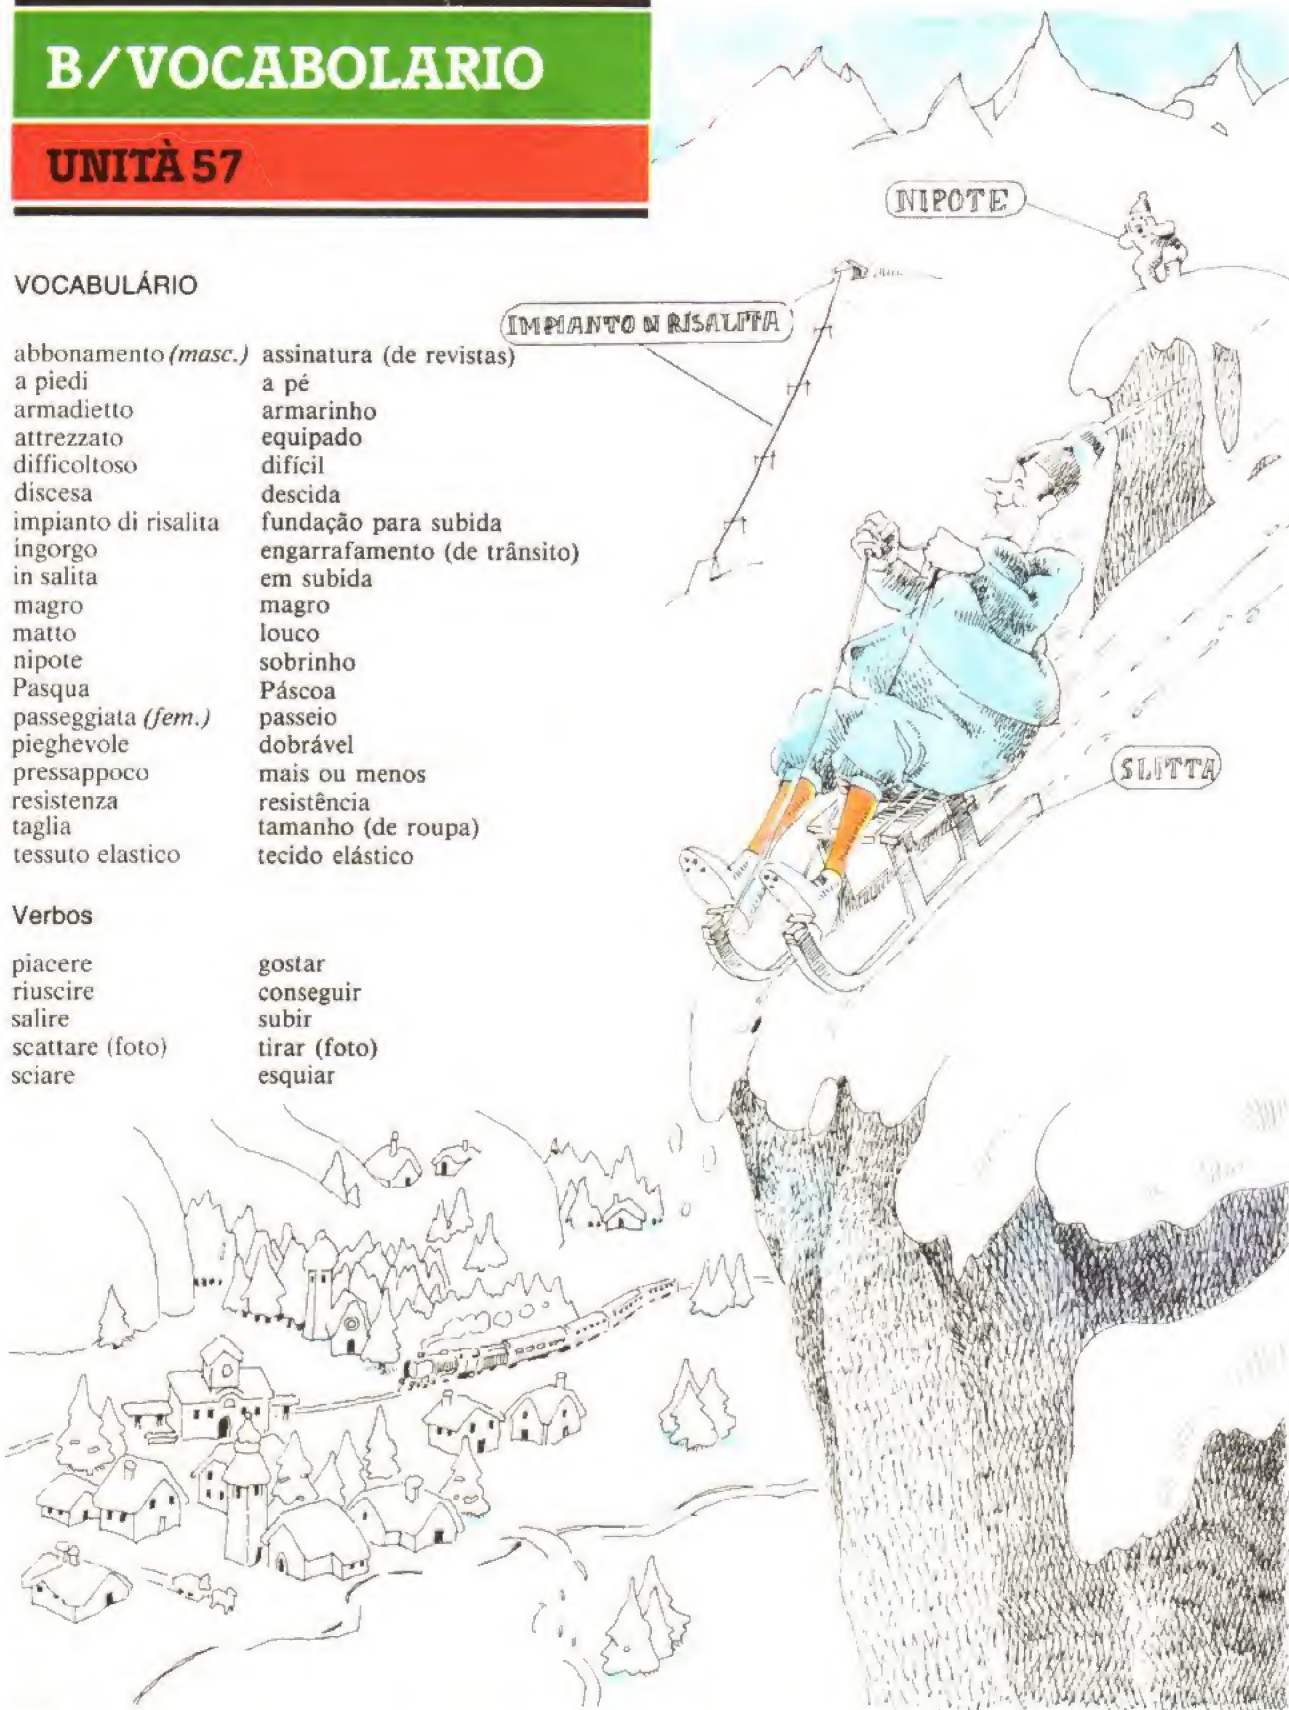 B/VOCABOLARIO
UNITÀ 57
NIPOTE
VOCABULÁRIO
IMPIANTO DI RISALITA
abbonamento (masc.) assinatura (de revistas)
a piedi a pé
armadietto armarinho
attrezzato equipado
difficoltoso difícil
discesa descida
impianto di risalita fundação para subida
ingorgo engarrafamento (de trânsito)
in salita em subida
magro magro
matto louco
nipote sobrinho
Pasqua Páscoa
passeggiata (fem.) passeio
pieghevole dobrável
pressappoco mais ou menos
resistenza resistência
taglia tamanho (de roupa)
tessuto elastico tecido elástico
SLITTA
Verbos
piacere gostar
riuscire conseguir
salire subir
scattare (foto) tirar (foto)
sciare esquiar